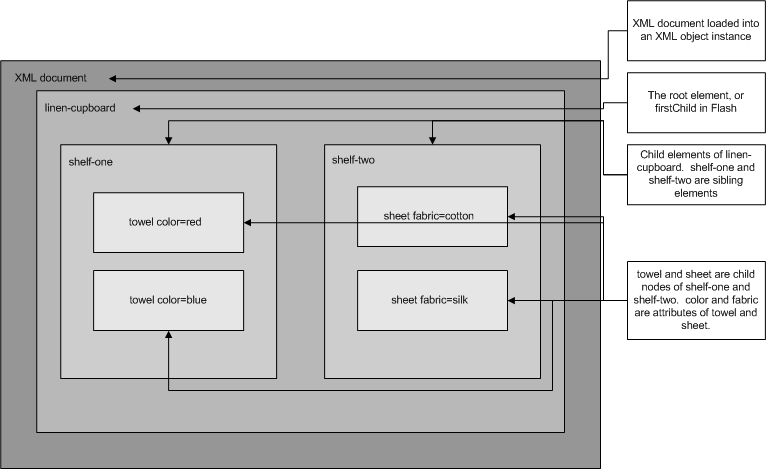 XML document loaded into
an XML object instance
XML document
The root element, or
firstChild in Flash
linen-cupboard
Child elements of linen-
cupboard. shelf-one and
shelf-two are sibling
elements
shelf-one
shelf-two
towel color=red
sheet fabric=cotton
towel color=blue
sheet fabric=silk
towel and sheet are child
nodes of shelf-one and
shelf-two. color and fabric
are attributes of towel and
sheet.